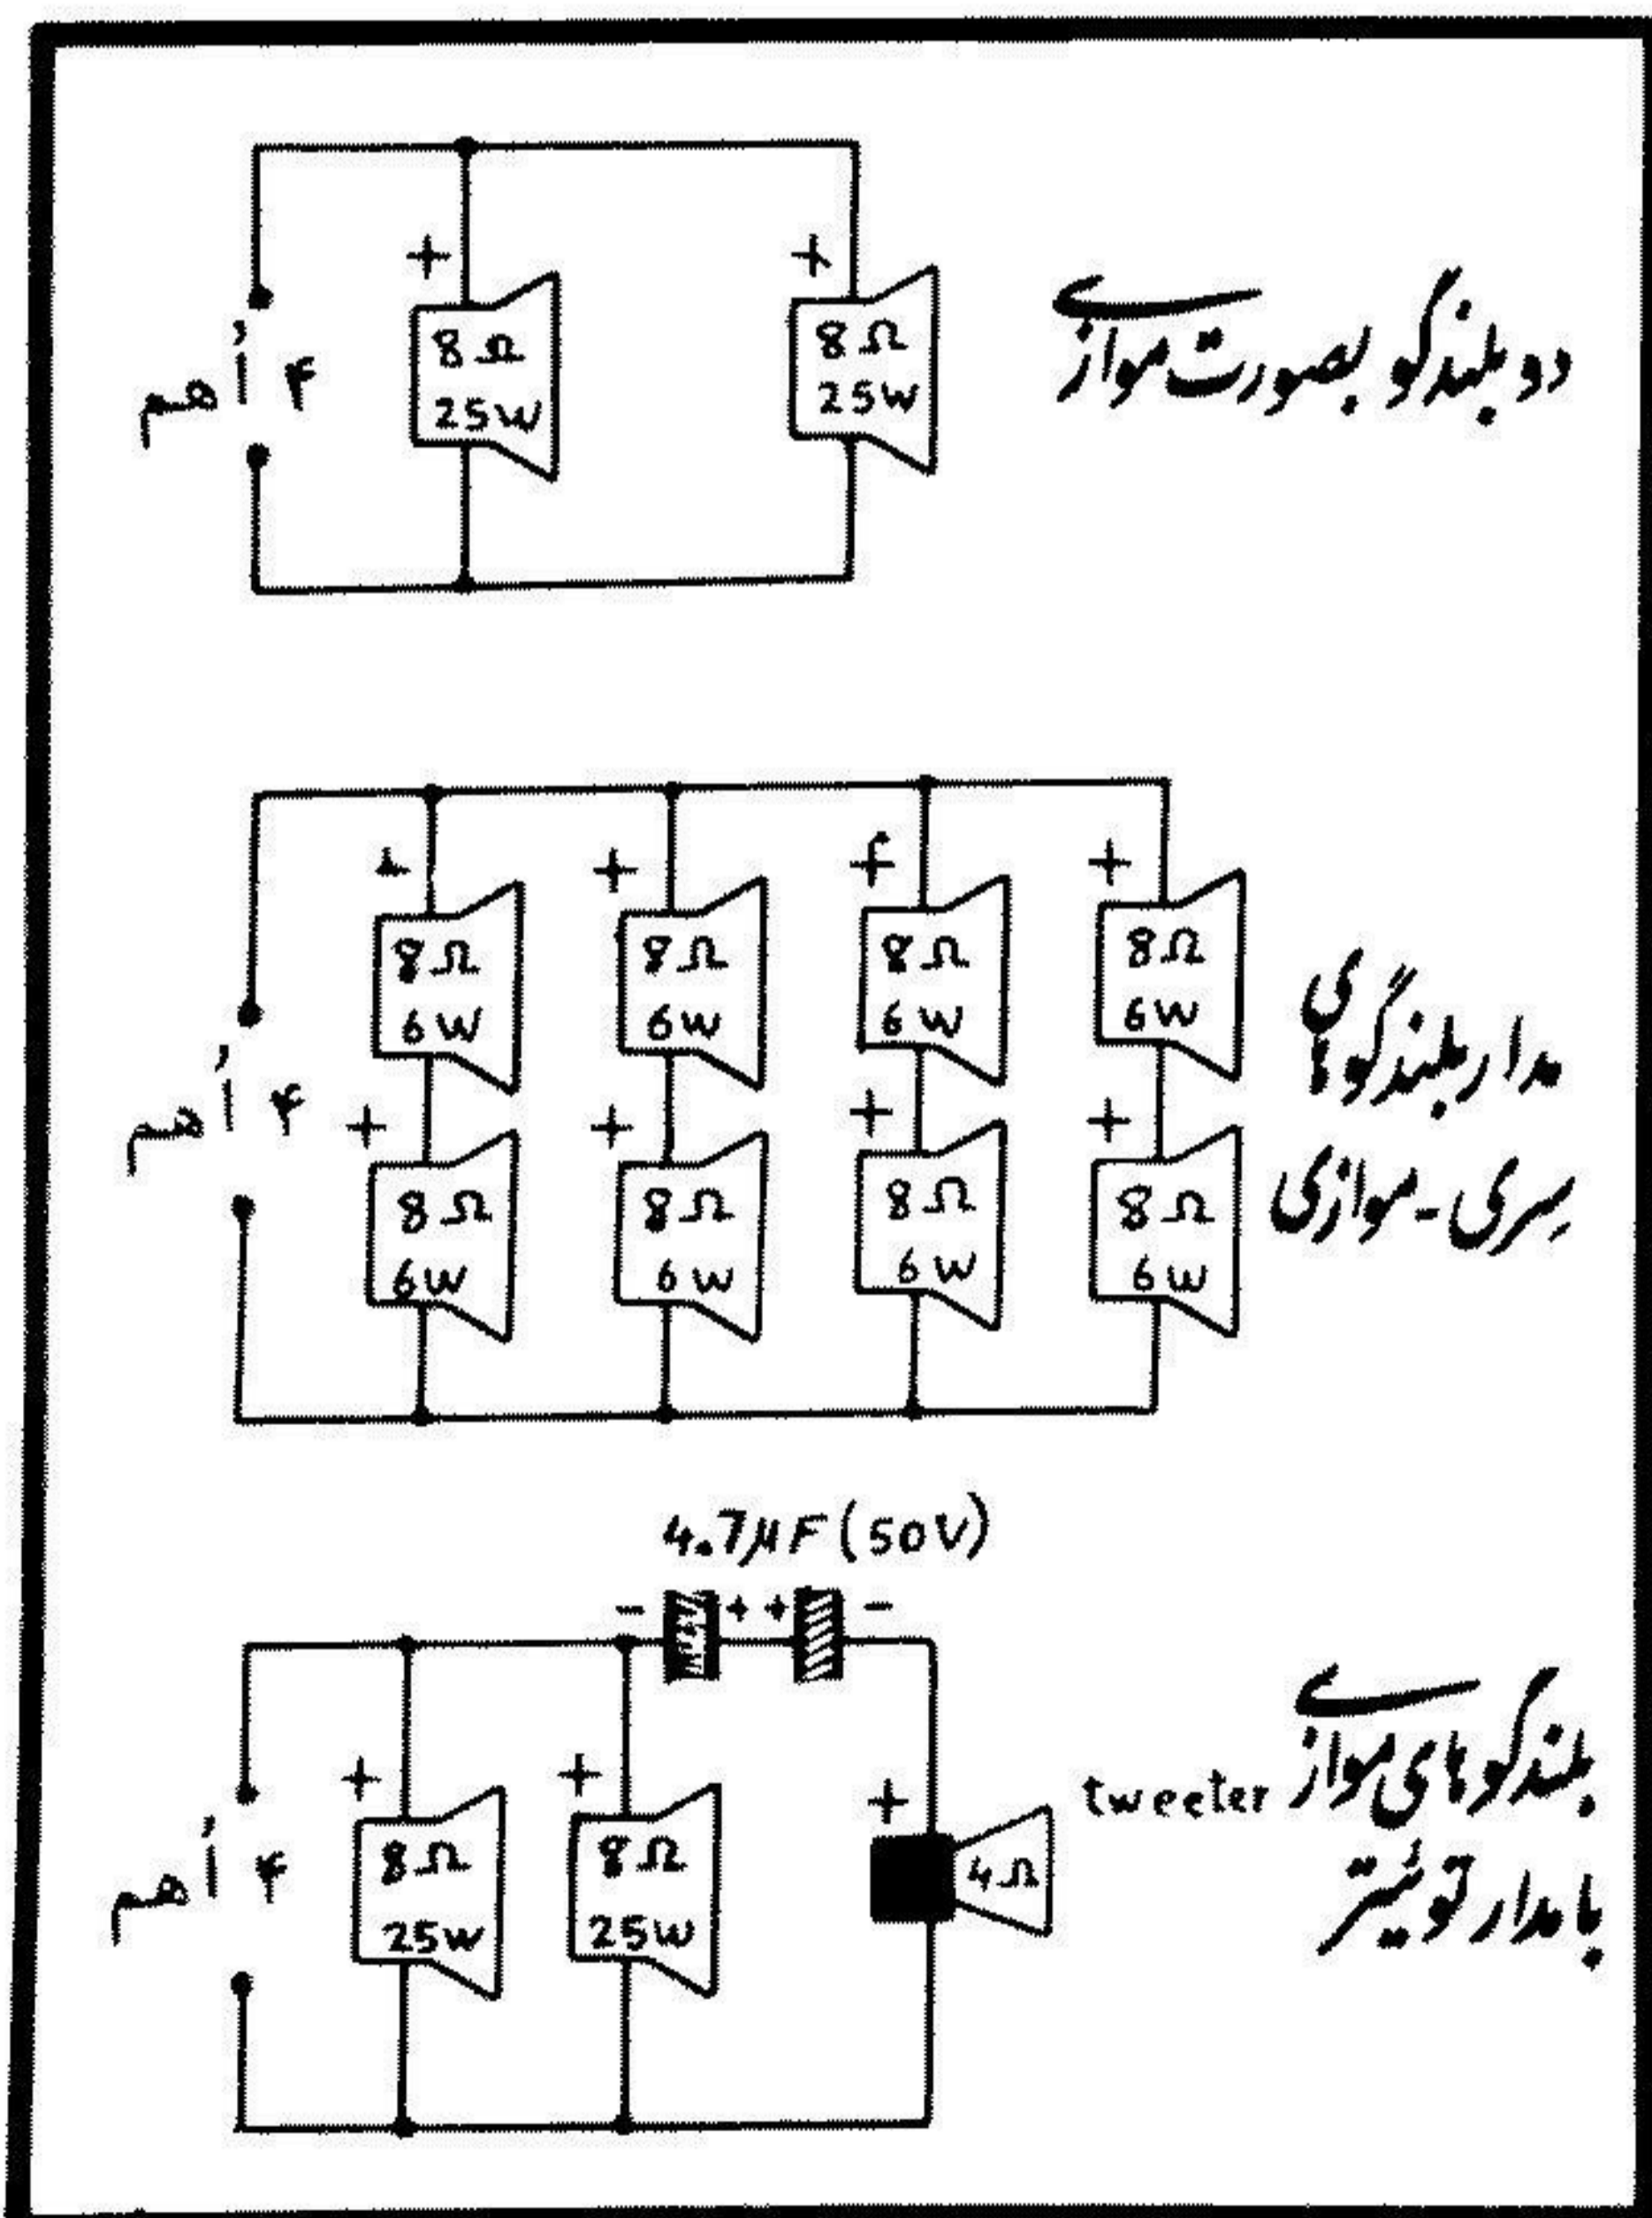 + +
8Ω 8Ω
25W 25W
۴ اُهم
دو بلندگو بصورت موازی
+ + + +
8Ω 8Ω 8Ω 8Ω
6W 6W 6W 6W
۴ اُهم
+ + + +
8Ω 8Ω 8Ω 8Ω
6W 6W 6W 6W
مدار بلندگوهای
سری - موازی
4.7μF (50V)
- + + -
+ + +
8Ω 8Ω 4Ω
25W 25W
۴ اُهم
tweeter
بلندگوهای موازی
با مدار توئیتر